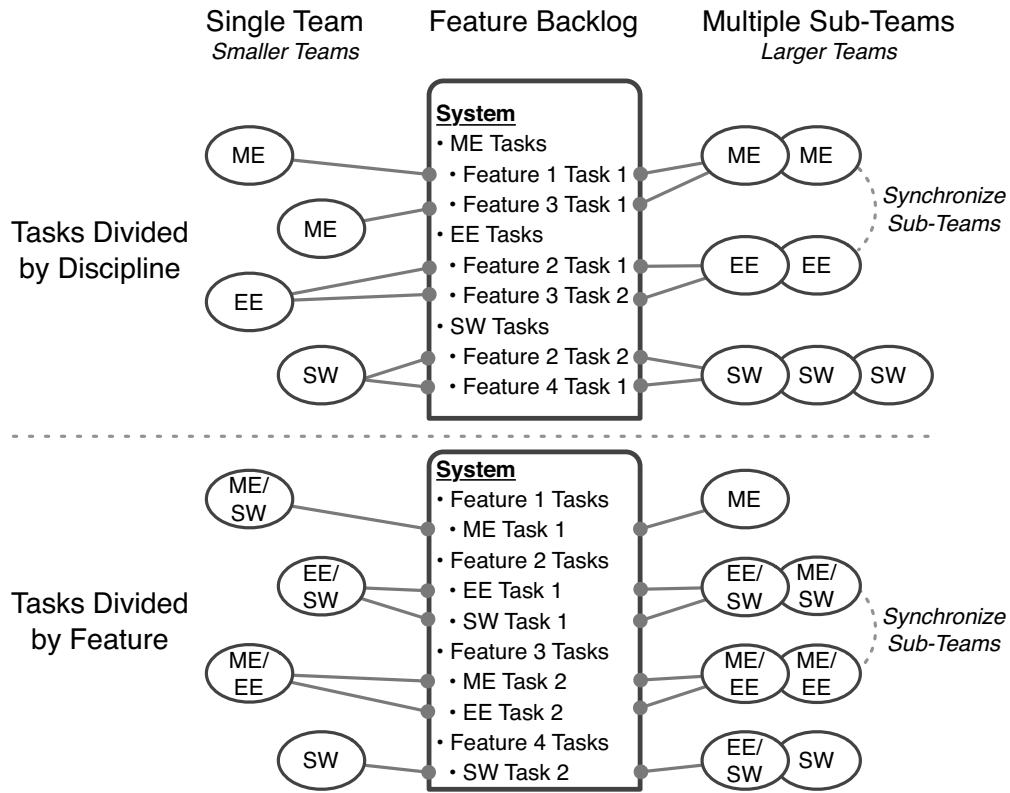 Single Team
Smaller Teams
Feature Backlog
Multiple Sub-Teams
Larger Teams
Tasks Divided
by Discipline
ME
ME
EE
SW
System
• ME Tasks
• Feature 1 Task 1
• Feature 3 Task 1
• EE Tasks
• Feature 2 Task 1
• Feature 3 Task 2
• SW Tasks
• Feature 2 Task 2
• Feature 4 Task 1
ME ME
EE EE
SW SW SW
Synchronize
Sub-Teams
Tasks Divided
by Feature
ME/
SW
EE/
SW
ME/
EE
SW
System
• Feature 1 Tasks
• ME Task 1
• Feature 2 Tasks
• EE Task 1
• SW Task 1
• Feature 3 Tasks
• ME Task 2
• EE Task 2
• Feature 4 Tasks
• SW Task 2
ME
EE/ ME/
SW SW
ME/ ME/
EE EE
EE/
SW SW
Synchronize
Sub-Teams